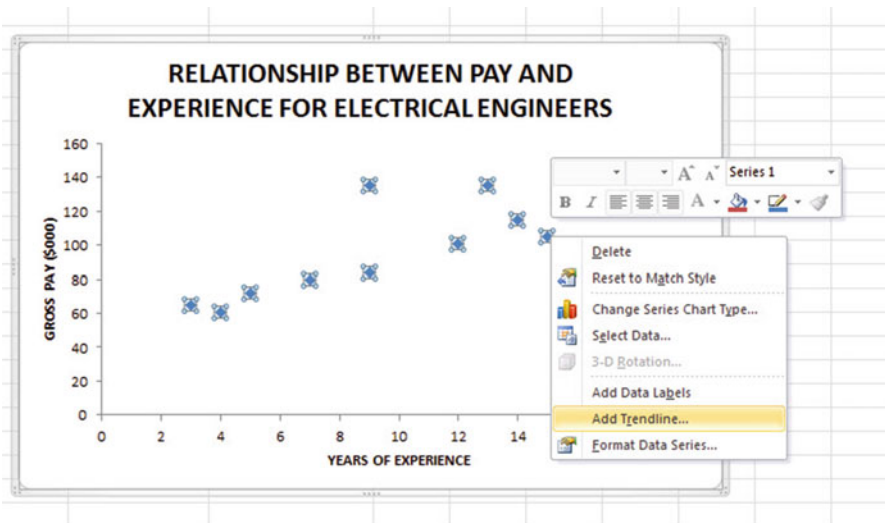 RELATIONSHIP BETWEEN PAY AND
EXPERIENCE FOR ELECTRICAL ENGINEERS
160
140
120
100
80
60
40
20
0
GROSS PAY ($000)
0 2 4 6 8 10 12 14
YEARS OF EXPERIENCE
A A Series 1
B I A
Delete
Reset to Match Style
Change Series Chart Type...
Select Data...
3-D Rotation...
Add Data Labels
Add Trendline...
Format Data Series...